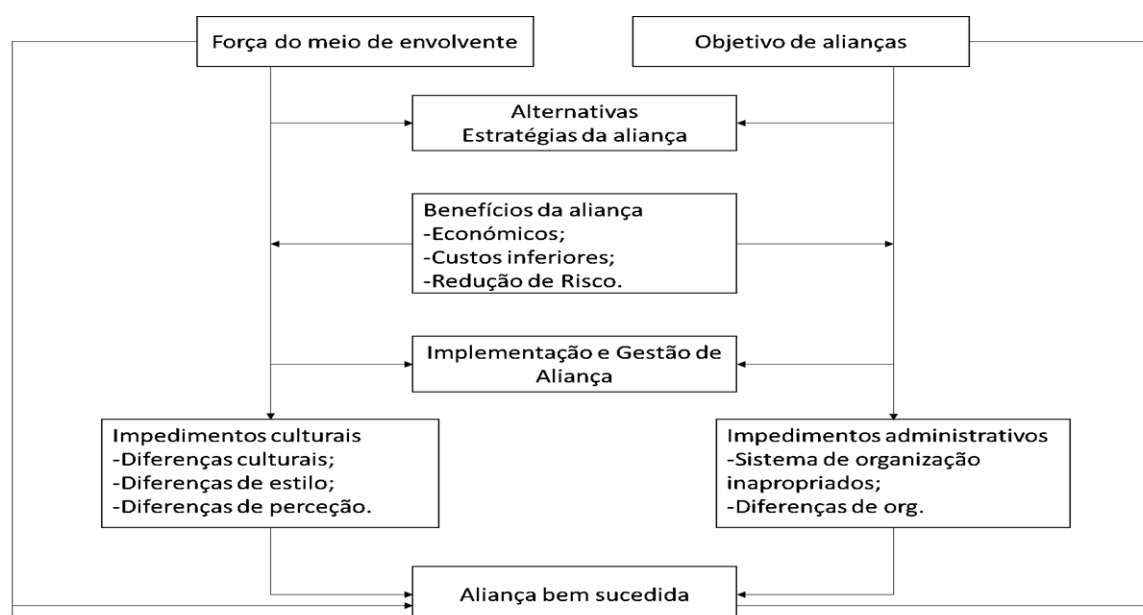 Força do meio de envolvente
Objetivo de alianças
Alternativas
Estratégias da aliança
Benefícios da aliança
-Económicos;
-Custos inferiores;
-Redução de Risco.
Implementação e Gestão de
Aliança
Impedimentos culturais
-Diferenças culturais;
-Diferenças de estilo;
-Diferenças de perceção.
Impedimentos administrativos
-Sistema de organização
inapropriados;
-Diferenças de org.
Aliança bem sucedida